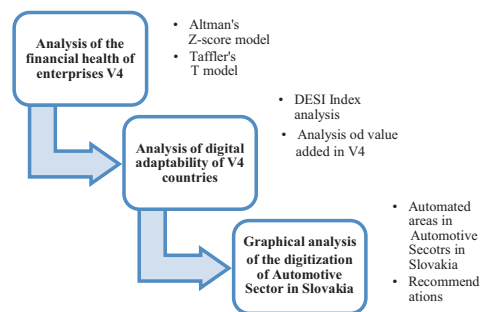 Analysis of the
financial health of
enterprises V4
• Altman's
Z-score model
• Taffler's
T model
Analysis of digital
adaptability of V4
countries
• DESI Index
analysis
• Analysis od value
added in V4
Graphical analysis
of the digitization
of Automotive
Sector in Slovakia
• Automated
areas in
Automotive
Secotrs in
Slovakia
• Recommend
ations